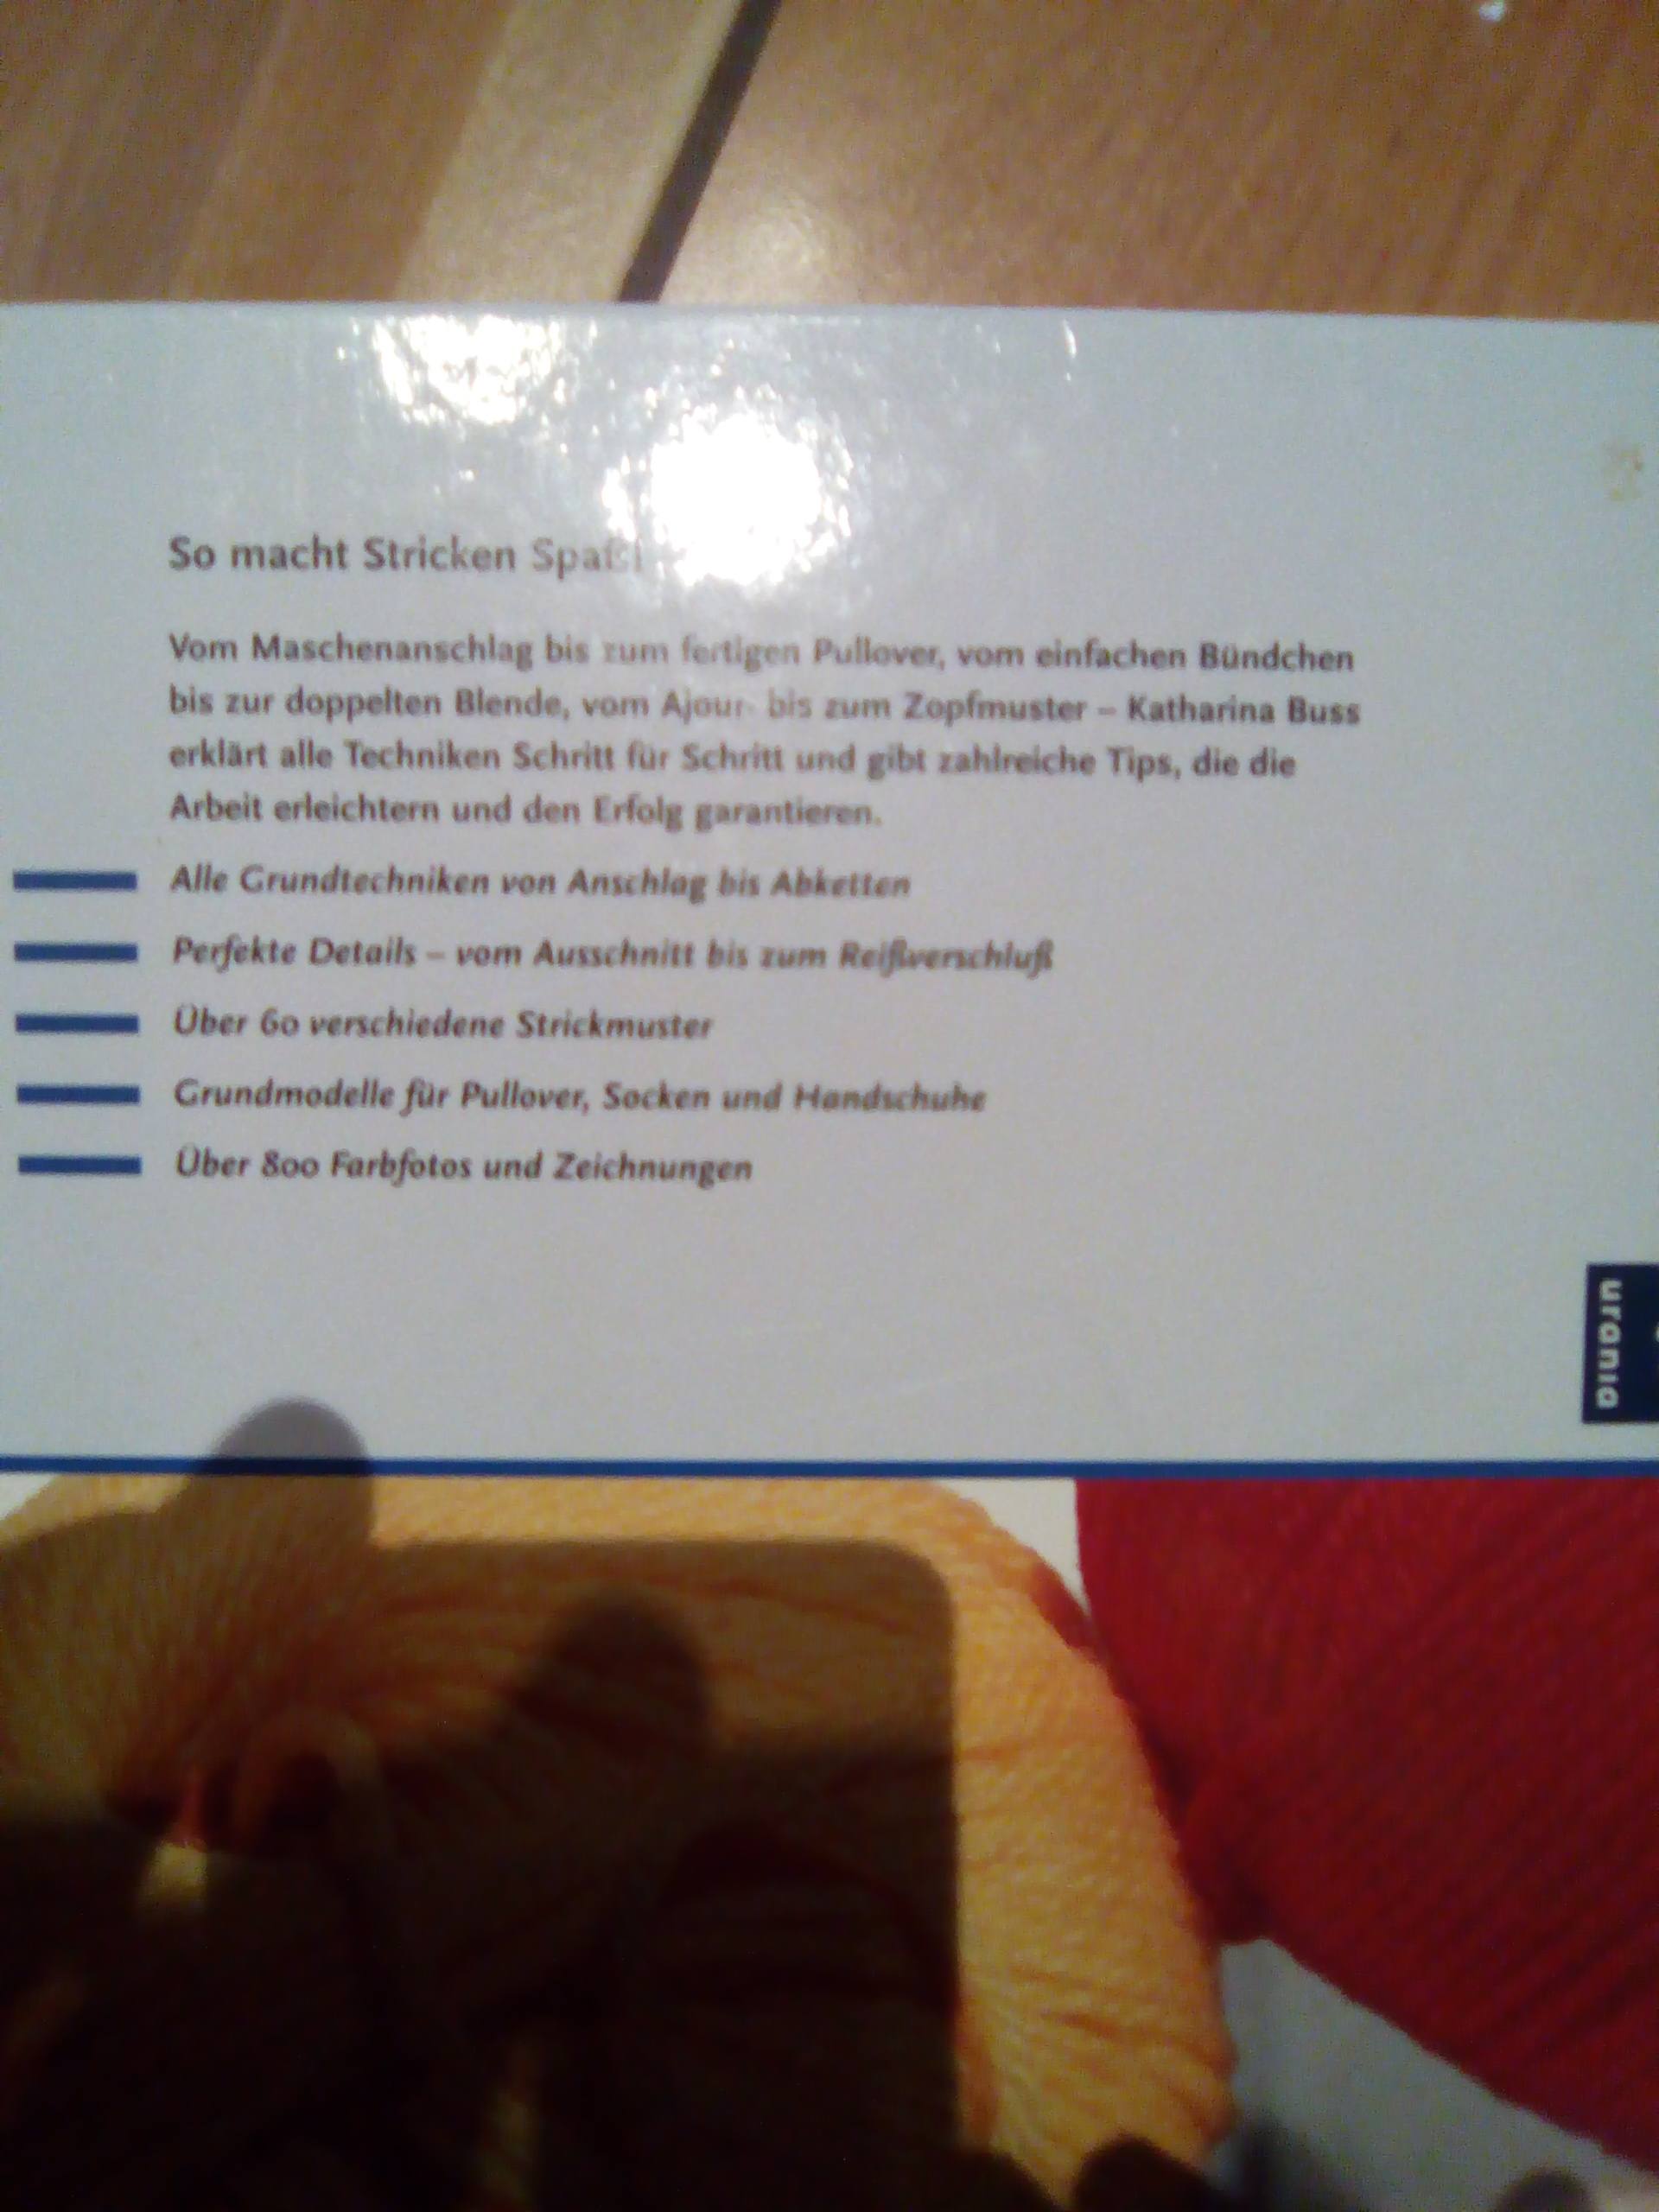 So macht Stricken Spaß!
Vom Maschenanschlag bis zum fertigen Pullover, vom einfachen Bündchen
bis zur doppelten Blende, vom Ajour- bis zum Zopfmuster – Katharina Buss
erklärt alle Techniken Schritt für Schritt und gibt zahlreiche Tips, die die
Arbeit erleichtern und den Erfolg garantieren.
Alle Grundtechniken von Anschlag bis Abketten
Perfekte Details – vom Ausschnitt bis zum Reißverschluß
Über 60 verschiedene Strickmuster
Grundmodelle für Pullover, Socken und Handschuhe
Über 800 Farbfotos und Zeichnungen
urania